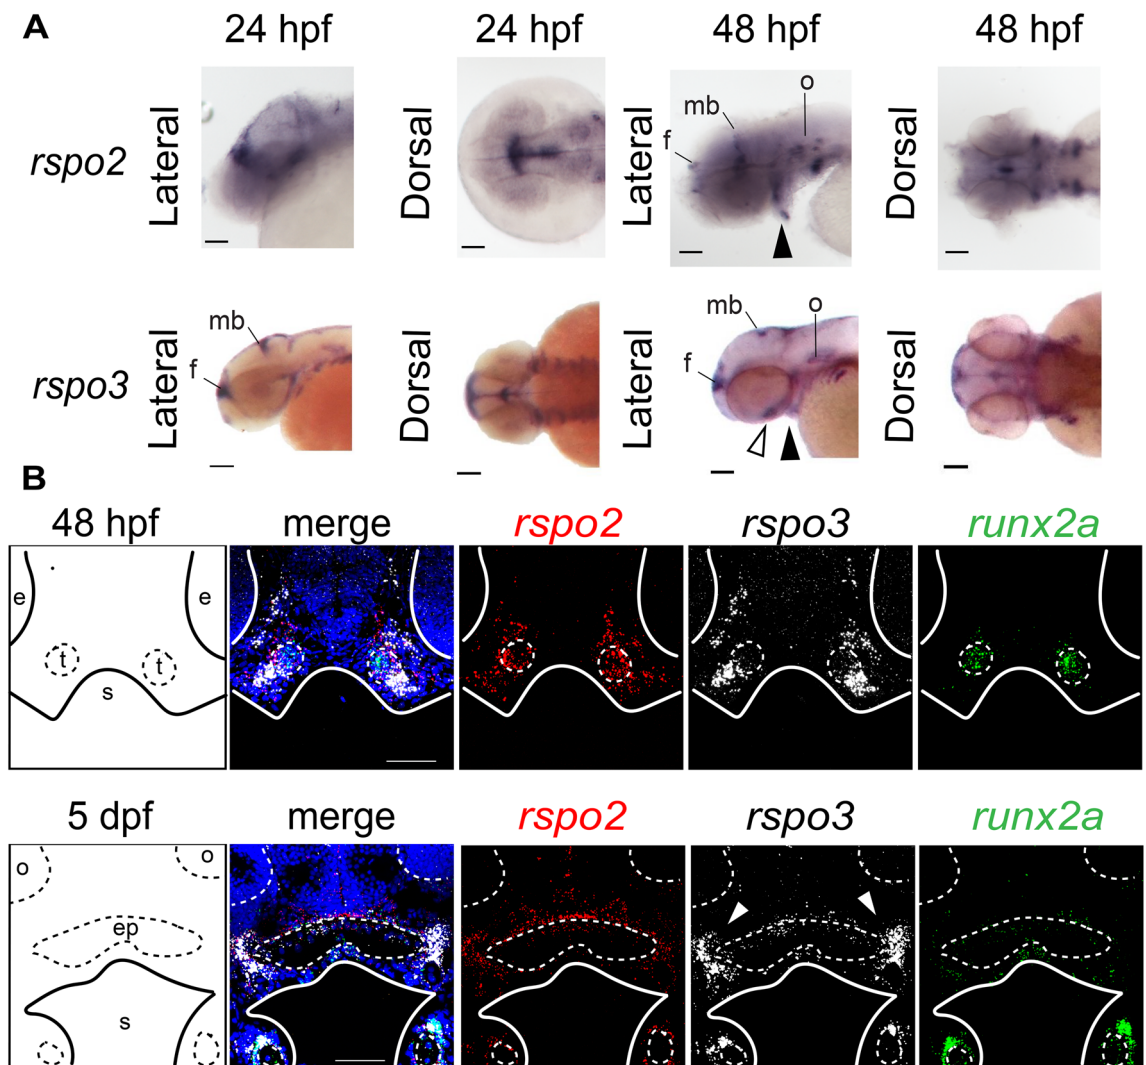 A
24 hpf 24 hpf 48 hpf 48 hpf
rspo2 Lateral Dorsal Lateral Dorsal
f mb o
rspo3 Lateral Dorsal Lateral Dorsal
f mb f mb o
B
48 hpf merge rspo2 rspo3 runx2a
e e
t t
s
5 dpf merge rspo2 rspo3 runx2a
o o
ep
s